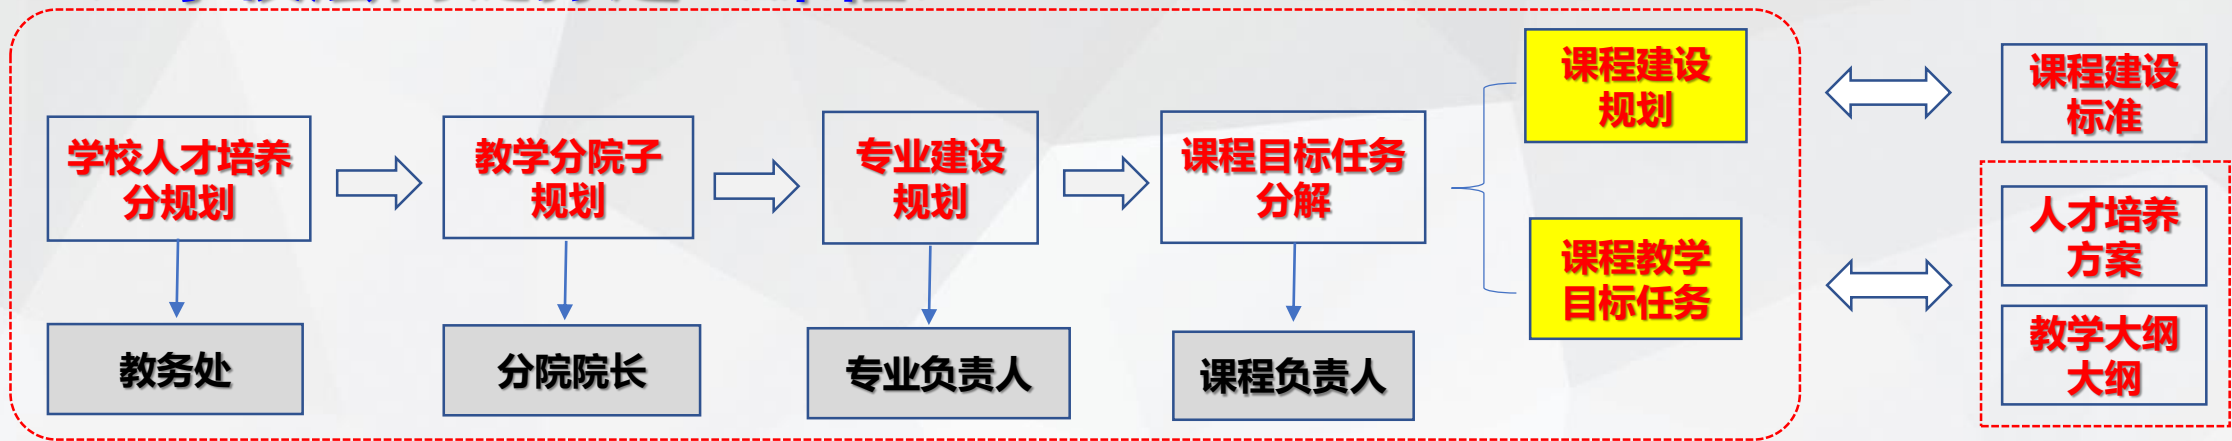 学校人才培养
分规划
教学分院子
规划
专业建设
规划
课程目标任务
分解
课程建设
规划
课程教学
目标任务
课程建设
标准
人才培养
方案
教学大纲
大纲
教务处
分院院长
专业负责人
课程负责人